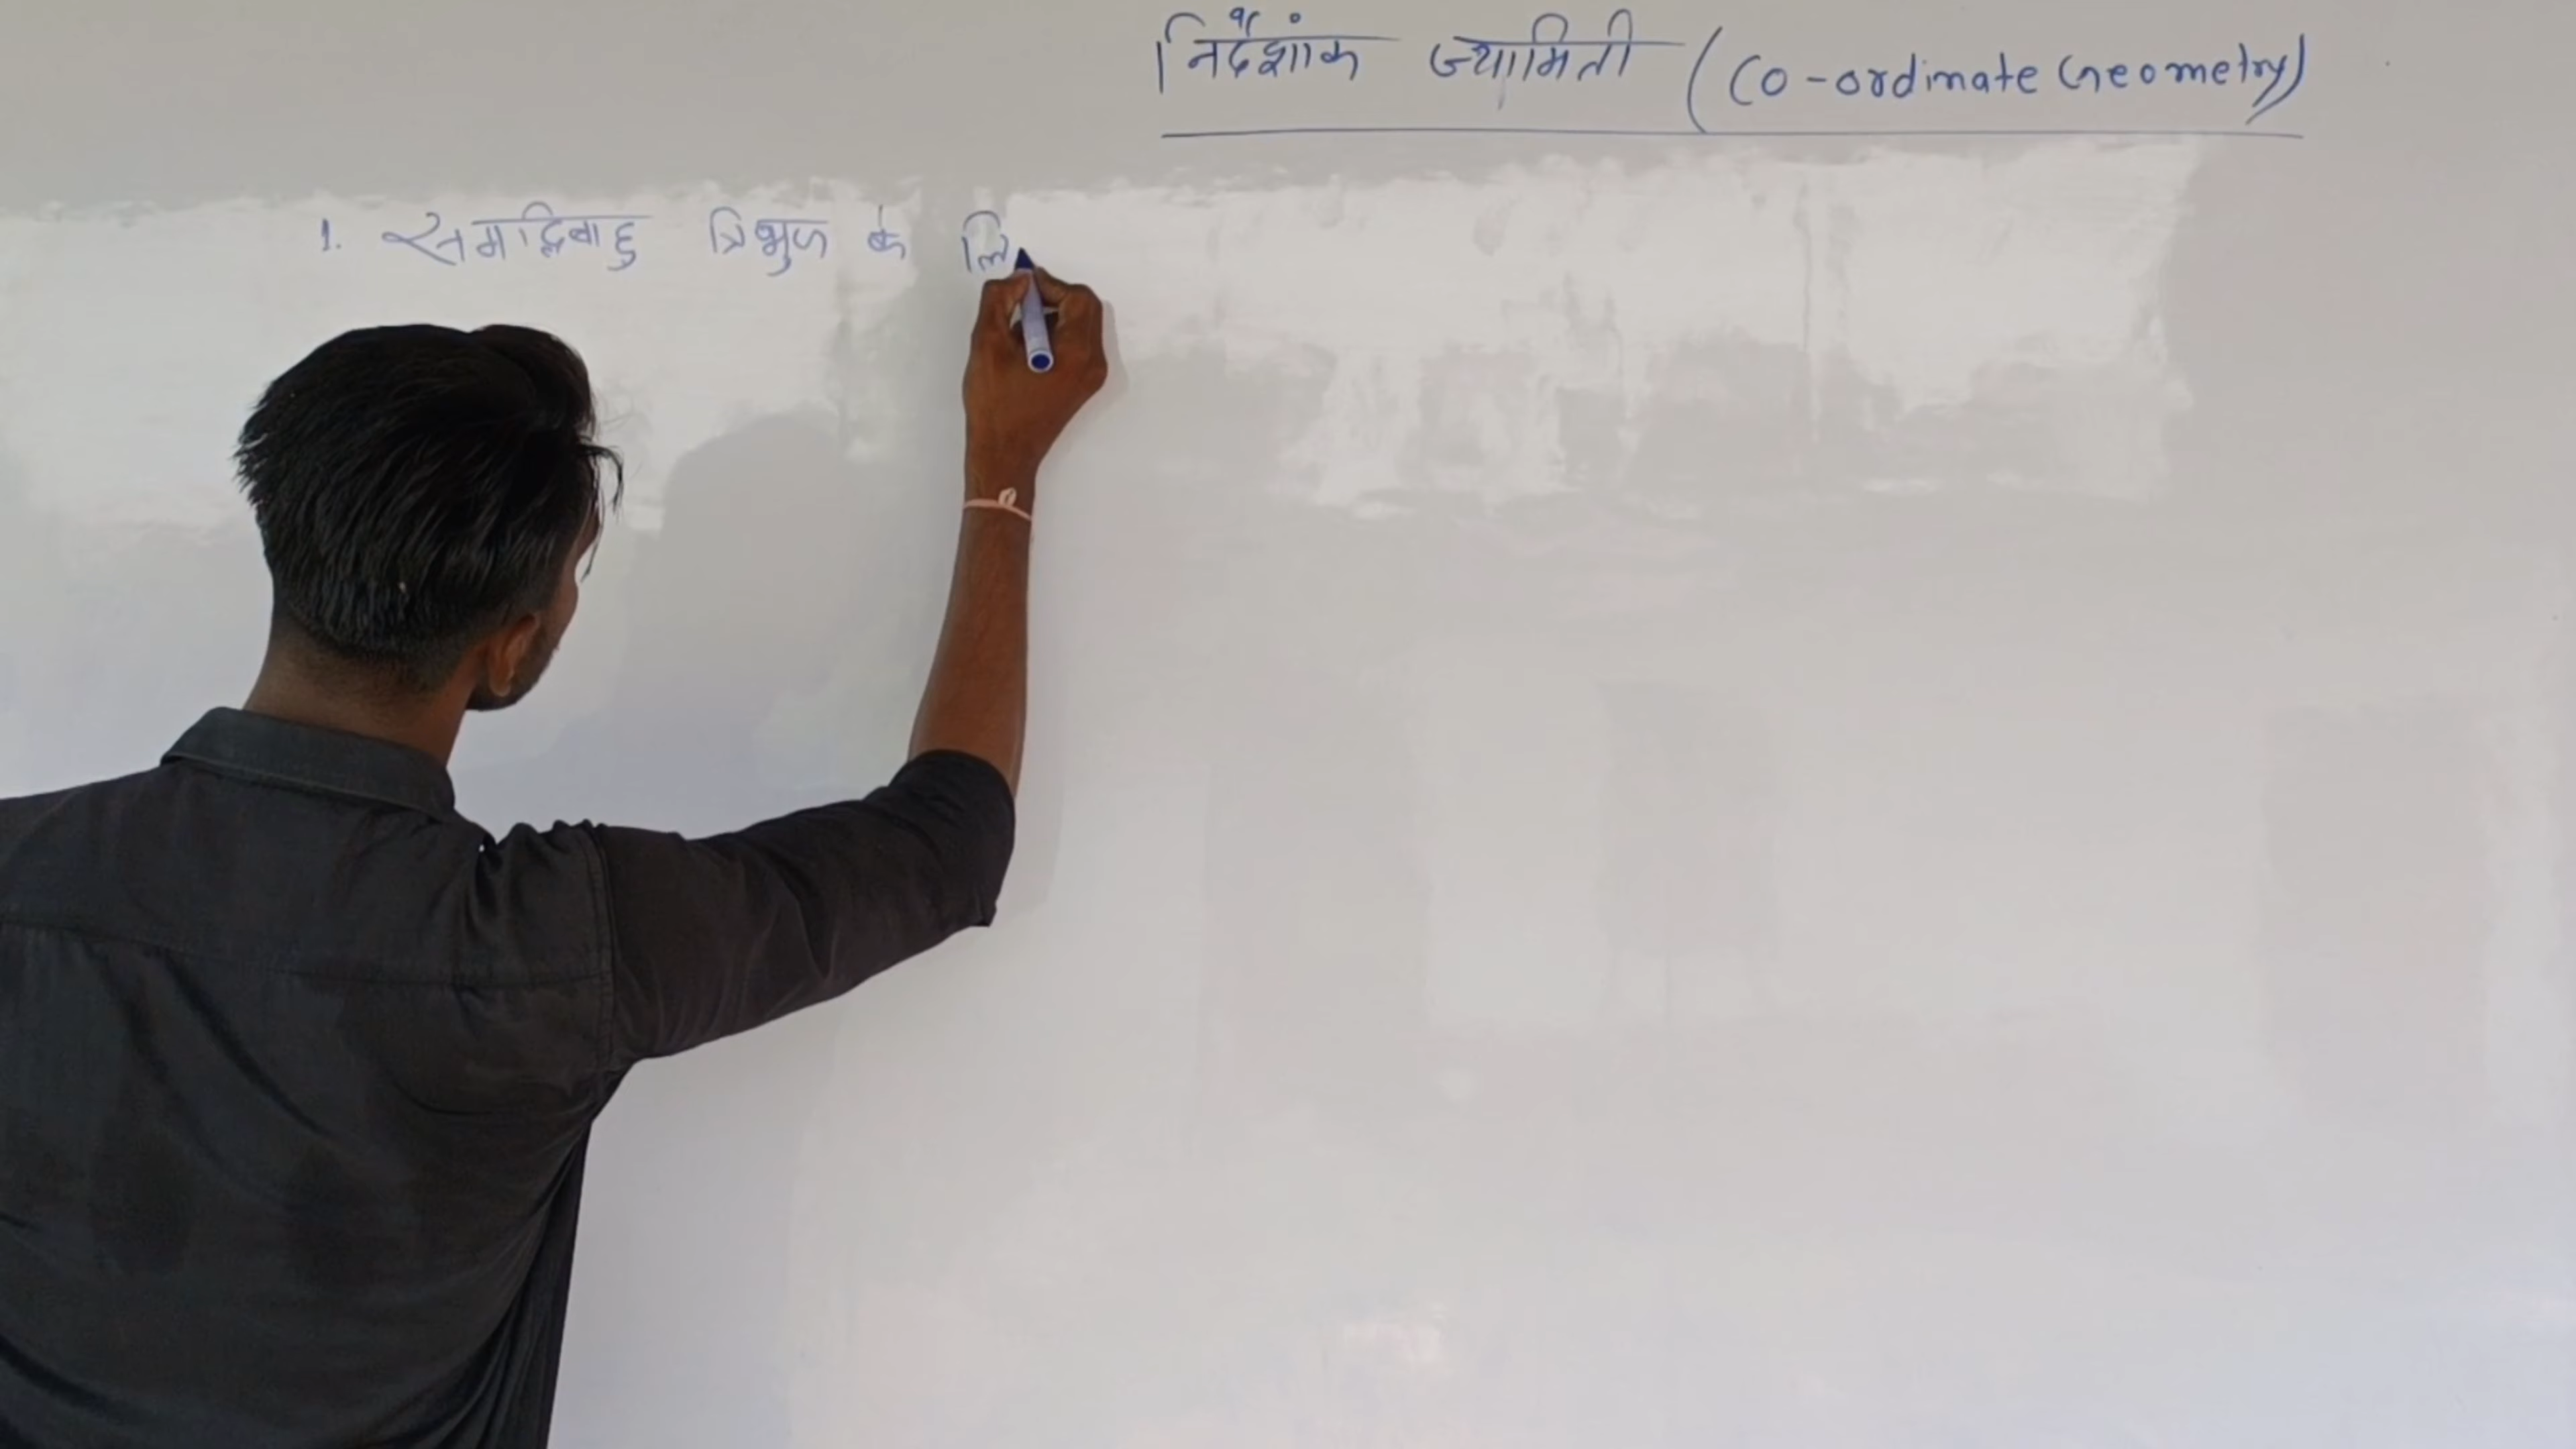 निर्देशांक ज्यामिती (Co-ordinate Geometry)
1. समद्विबाहु त्रिभुज के लि